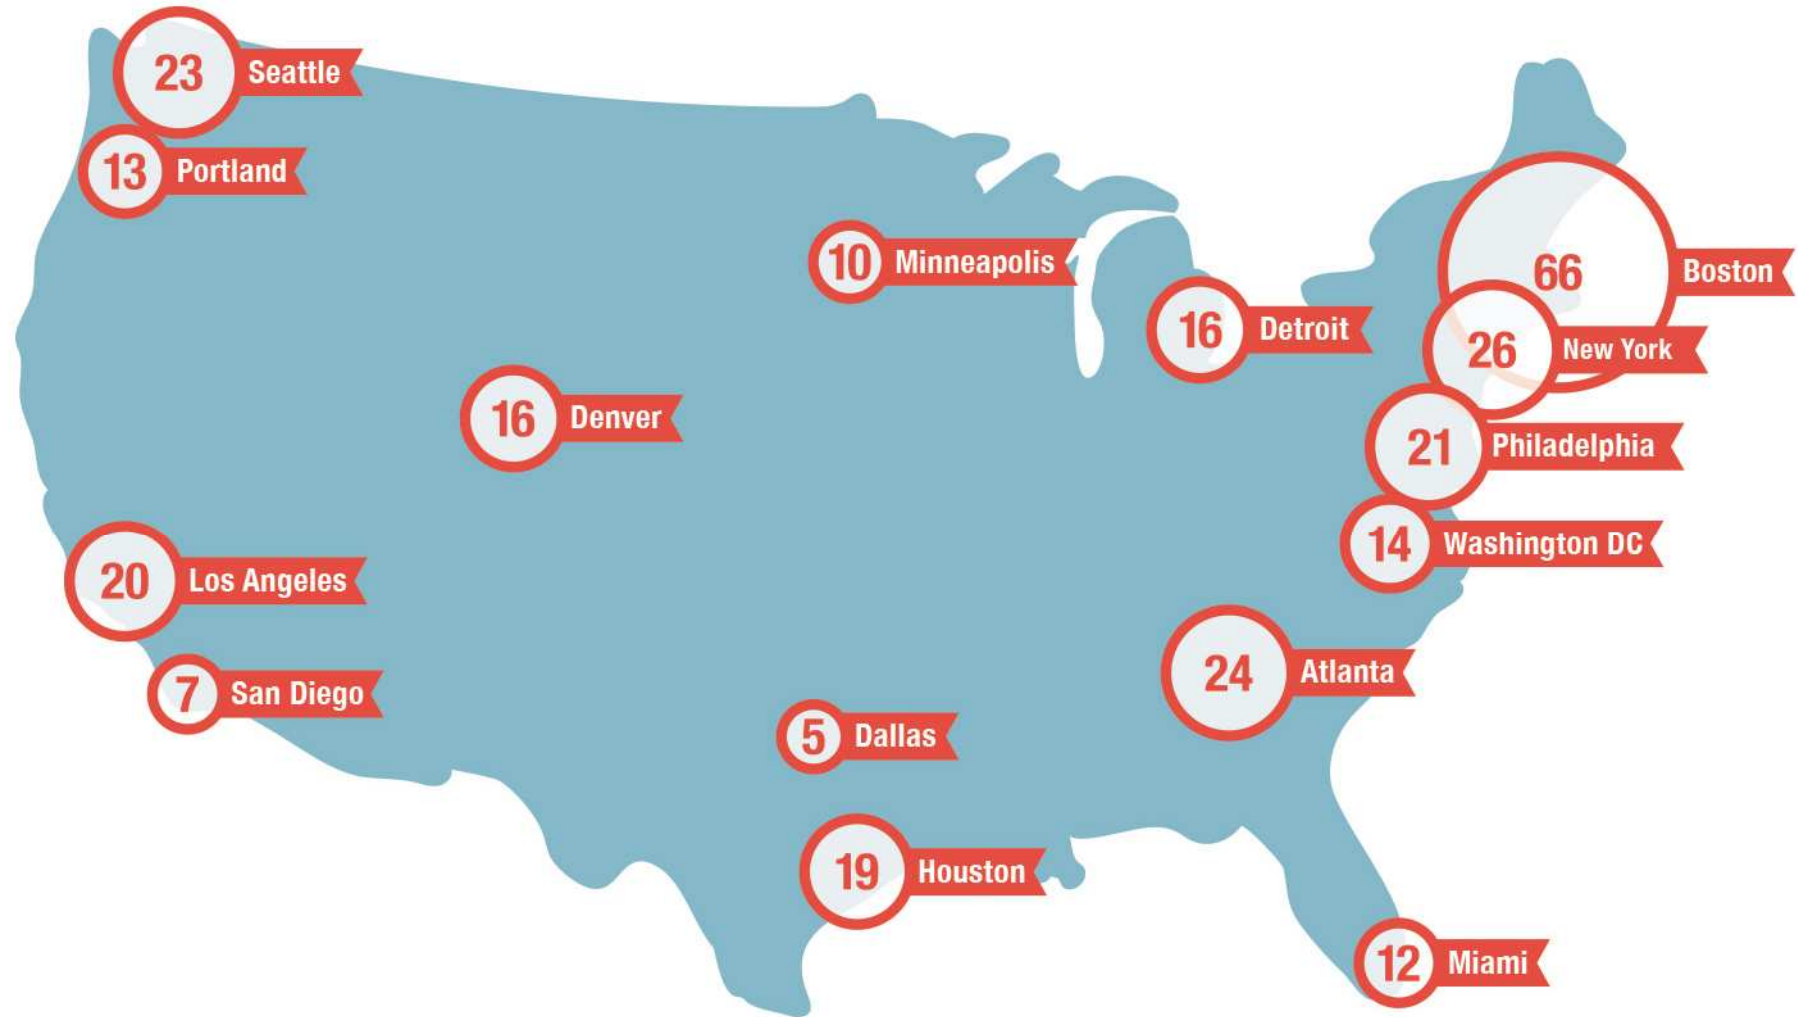 23 Seattle
13 Portland
10 Minneapolis
66 Boston
16 Detroit
26 New York
16 Denver
21 Philadelphia
14 Washington DC
20 Los Angeles
24 Atlanta
7 San Diego
5 Dallas
19 Houston
12 Miami